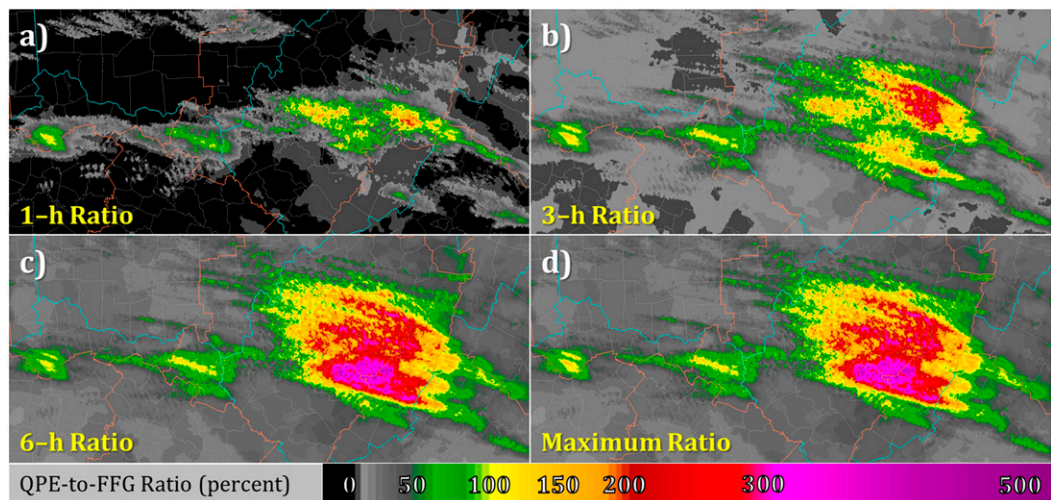 a)
1–h Ratio
b)
3–h Ratio
c)
6–h Ratio
d)
Maximum Ratio
QPE-to-FFG Ratio (percent) 0 50 100 150 200 300 500